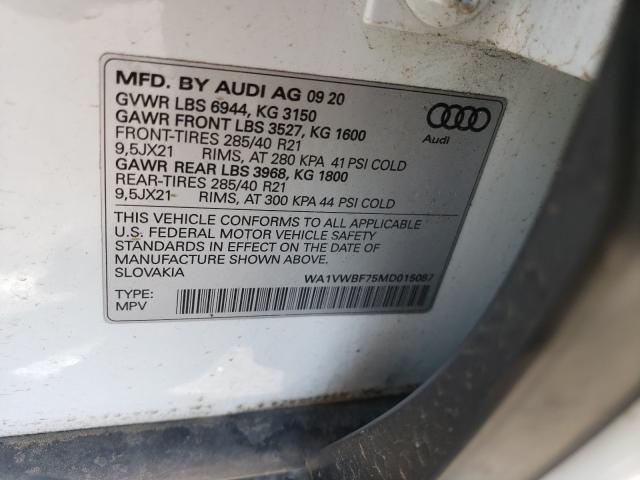 MFD. BY AUDI AG 09 20
GVWR LBS 6944, KG 3150
GAWR FRONT LBS 3527, KG 1600
FRONT-TIRES 285/40 R21
9,5JX21 RIMS, AT 280 KPA 41 PSI COLD
GAWR REAR LBS 3968, KG 1800
REAR-TIRES 285/40 R21
9,5JX21 RIMS, AT 300 KPA 44 PSI COLD
Audi
THIS VEHICLE CONFORMS TO ALL APPLICABLE
U.S. FEDERAL MOTOR VEHICLE SAFETY
STANDARDS IN EFFECT ON THE DATE OF
MANUFACTURE SHOWN ABOVE.
SLOVAKIA
WA1VWBF75MD015087
TYPE:
MPV